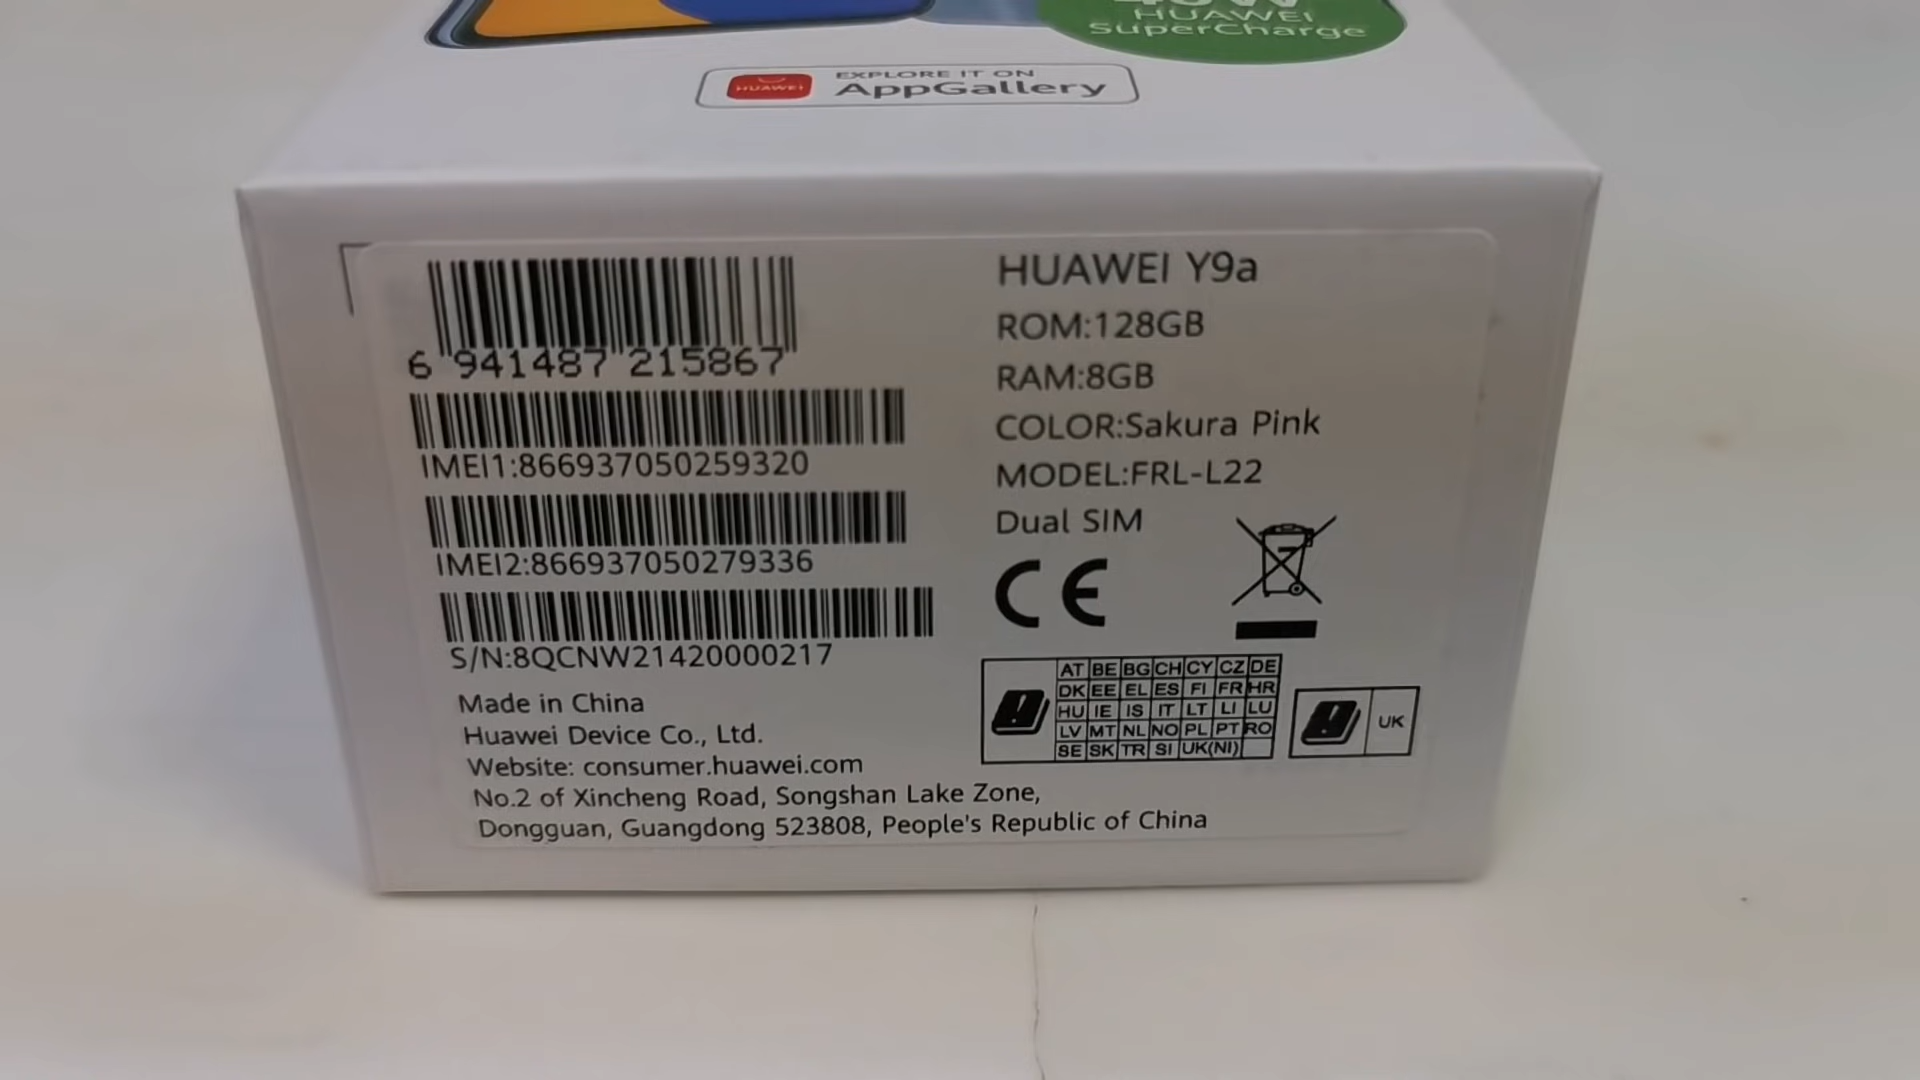 HUAWEI
SuperCharge
HUAWEI
EXPLORE IT ON
AppGallery
6 941487 215867
IMEI1:866937050259320
IMEI2:866937050279336
S/N:8QCNW21420000217
Made in China
Huawei Device Co., Ltd.
Website: consumer.huawei.com
No.2 of Xincheng Road, Songshan Lake Zone,
Dongguan, Guangdong 523808, People's Republic of China
HUAWEI Y9a
ROM:128GB
RAM:8GB
COLOR:Sakura Pink
MODEL:FRL-L22
Dual SIM
CE
AT BE BG CH CY CZ DE
DK EE EL ES FI FR HR
HU IE IS IT LT LI LU
LV MT NL NO PL PT RO
SE SK TR SI UK(NI)
UK